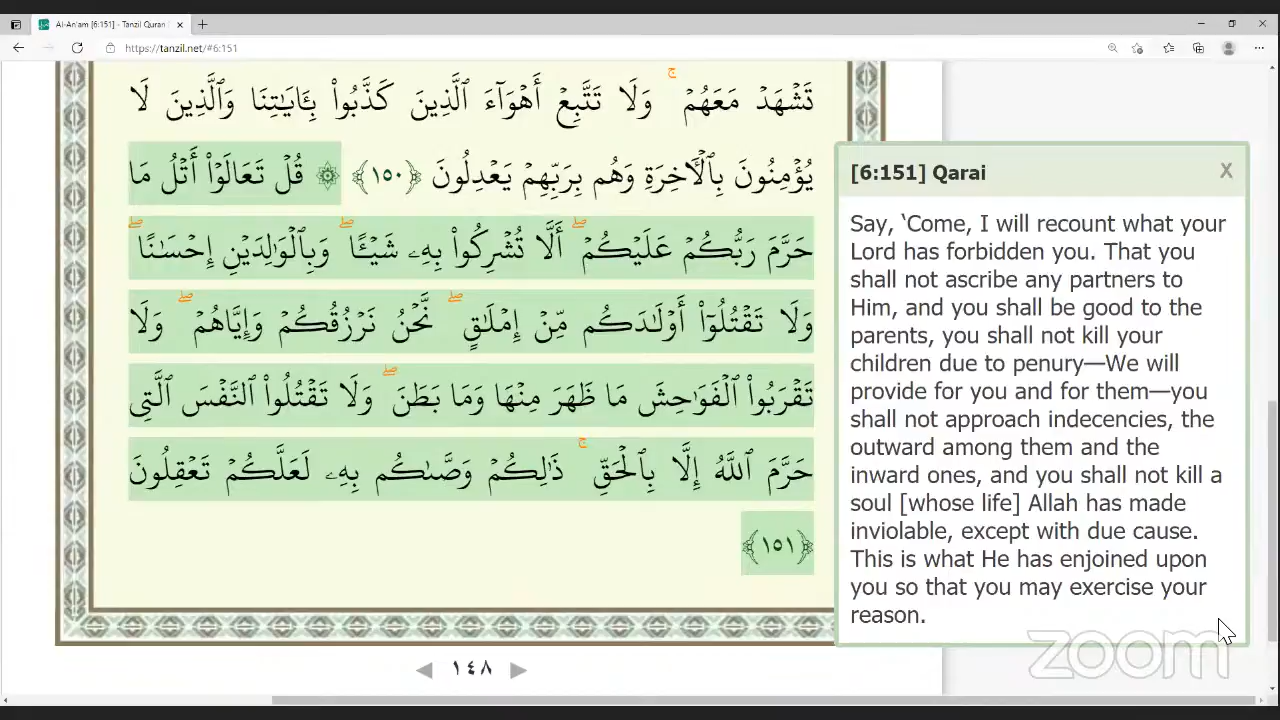 Al-An'am [6:151] - Tanzil Quran
https://tanzil.net/#6:151
تَشْهَدْ مَعَهُمْ ۚ وَلَا تَتَّبِعْ أَهْوَآءَ ٱلَّذِينَ كَذَّبُوا۟ بِـَٔايَـٰتِنَا وَٱلَّذِينَ لَا
يُؤْمِنُونَ بِٱلْـَٔاخِرَةِ وَهُم بِرَبِّهِمْ يَعْدِلُونَ ﴿١٥٠﴾ ۞ قُلْ تَعَالَوْا۟ أَتْلُ مَا
حَرَّمَ رَبُّكُمْ عَلَيْكُمْ ۖ أَلَّا تُشْرِكُوا۟ بِهِۦ شَيْـًٔا ۖ وَبِٱلْوَٰلِدَيْنِ إِحْسَـٰنًا ۖ
وَلَا تَقْتُلُوٓا۟ أَوْلَـٰدَكُم مِّنْ إِمْلَـٰقٍ ۖ نَّحْنُ نَرْزُقُكُمْ وَإِيَّاهُمْ ۖ وَلَا
تَقْرَبُوا۟ ٱلْفَوَٰحِشَ مَا ظَهَرَ مِنْهَا وَمَا بَطَنَ ۖ وَلَا تَقْتُلُوا۟ ٱلنَّفْسَ ٱلَّتِى
حَرَّمَ ٱللَّهُ إِلَّا بِٱلْحَقِّ ۚ ذَٰلِكُمْ وَصَّىٰكُم بِهِۦ لَعَلَّكُمْ تَعْقِلُونَ
﴿١٥١﴾
١٤٨
[6:151] Qarai
X
Say, ‘Come, I will recount what your
Lord has forbidden you. That you
shall not ascribe any partners to
Him, and you shall be good to the
parents, you shall not kill your
children due to penury—We will
provide for you and for them—you
shall not approach indecencies, the
outward among them and the
inward ones, and you shall not kill a
soul [whose life] Allah has made
inviolable, except with due cause.
This is what He has enjoined upon
you so that you may exercise your
reason.
zoom